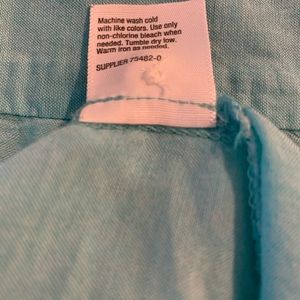 Machine wash cold
with like colors. Use only
non-chlorine bleach when
needed. Tumble dry low.
Warm iron as needed.
SUPPLIER 75482-0